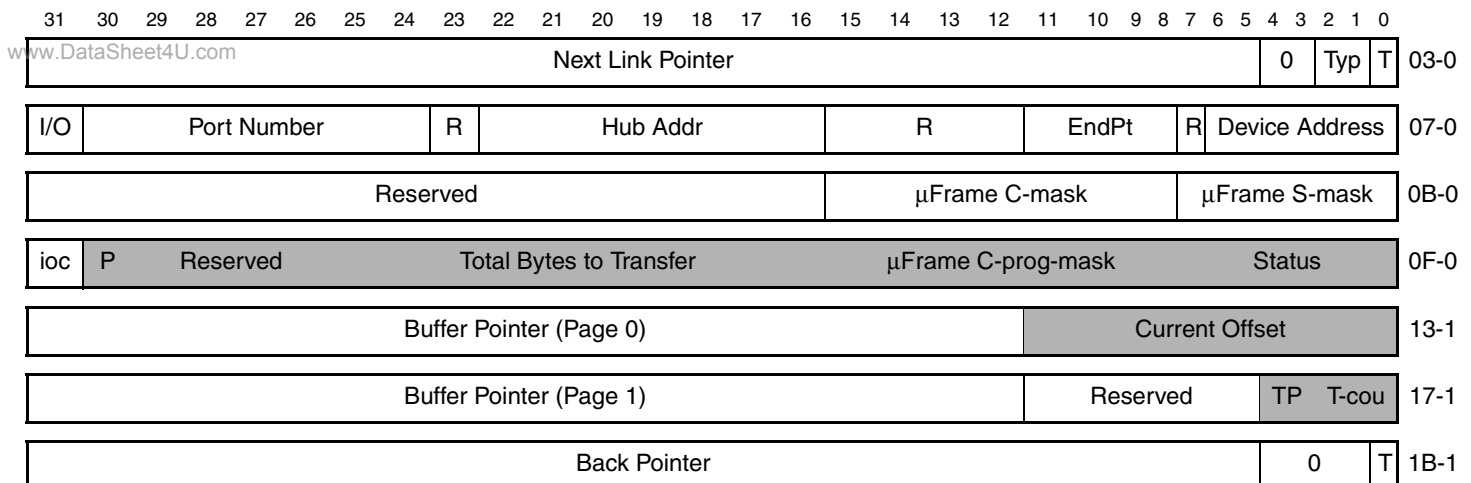 31 30 29 28 27 26 25 24 23 22 21 20 19 18 17 16 15 14 13 12 11 10 9 8 7 6 5 4 3 2 1 0
www.DataSheet4U.com
Next Link Pointer 0 Typ T 03-0
I/O Port Number R Hub Addr R EndPt R Device Address 07-0
Reserved μFrame C-mask μFrame S-mask 0B-0
ioc P Reserved Total Bytes to Transfer μFrame C-prog-mask Status 0F-0
Buffer Pointer (Page 0) Current Offset 13-1
Buffer Pointer (Page 1) Reserved TP T-cou 17-1
Back Pointer 0 T 1B-1